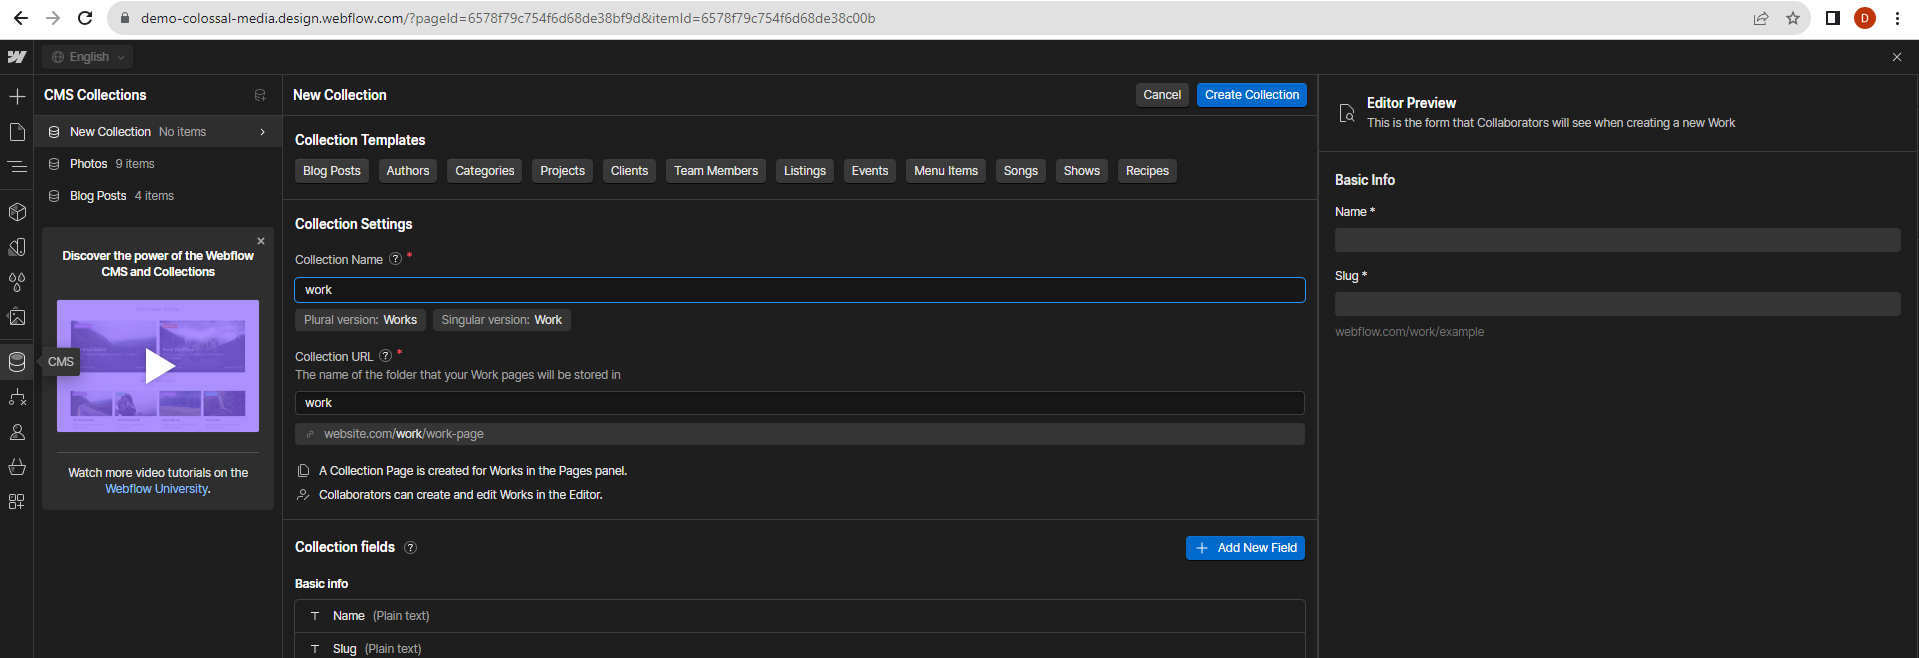 demo-colossal-media.design.webflow.com/?pageId=6578f79c754f6d68de38bf9d&itemId=6578f79c754f6d68de38c00b
D
English
CMS Collections
New Collection No items
Photos 9 items
Blog Posts 4 items
Discover the power of the Webflow
CMS and Collections
CMS
Watch more video tutorials on the
Webflow University.
New Collection
Cancel
Create Collection
Collection Templates
Blog Posts
Authors
Categories
Projects
Clients
Team Members
Listings
Events
Menu Items
Songs
Shows
Recipes
Collection Settings
Collection Name ? *
work
Plural version: Works
Singular version: Work
Collection URL ? *
The name of the folder that your Work pages will be stored in
work
website.com/work/work-page
A Collection Page is created for Works in the Pages panel.
Collaborators can create and edit Works in the Editor.
Collection fields ?
+ Add New Field
Basic info
T Name (Plain text)
T Slug (Plain text)
Editor Preview
This is the form that Collaborators will see when creating a new Work
Basic Info
Name *
Slug *
webflow.com/work/example